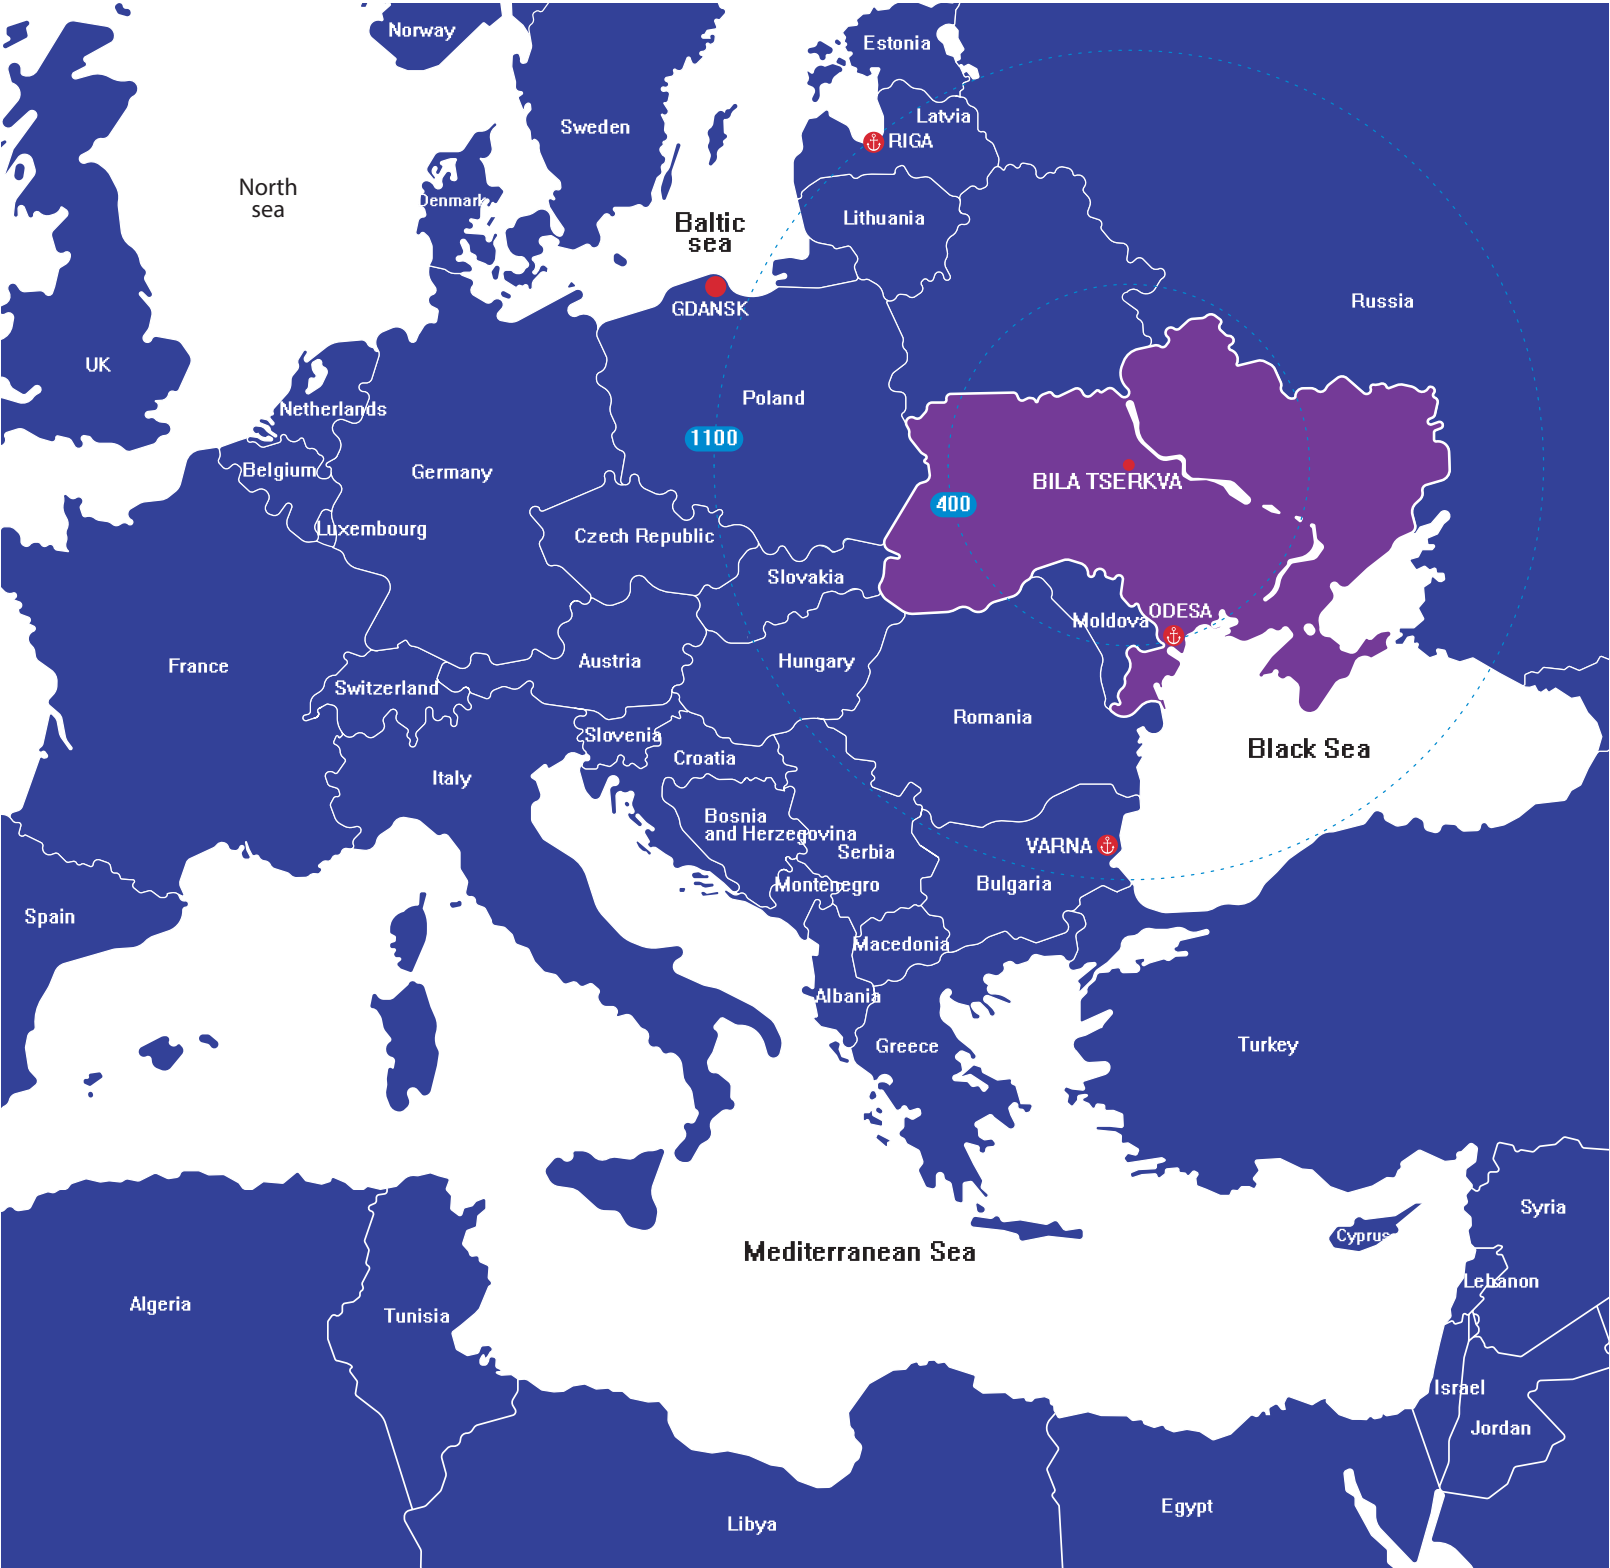 Norway
Estonia
Latvia
Sweden
RIGA
North
sea
Denmark
Lithuania
Baltic
sea
Russia
GDANSK
UK
Poland
Netherlands
1100
Belgium
Germany
BILA TSERKVA
400
Luxembourg
Czech Republic
Slovakia
ODESA
Moldova
France
Austria
Hungary
Switzerland
Romania
Slovenia
Black Sea
Croatia
Italy
Bosnia
and Herzegovina
VARNA
Serbia
Montenegro
Bulgaria
Spain
Macedonia
Albania
Greece
Turkey
Syria
Cyprus
Mediterranean Sea
Lebanon
Algeria
Tunisia
Israel
Jordan
Egypt
Libya